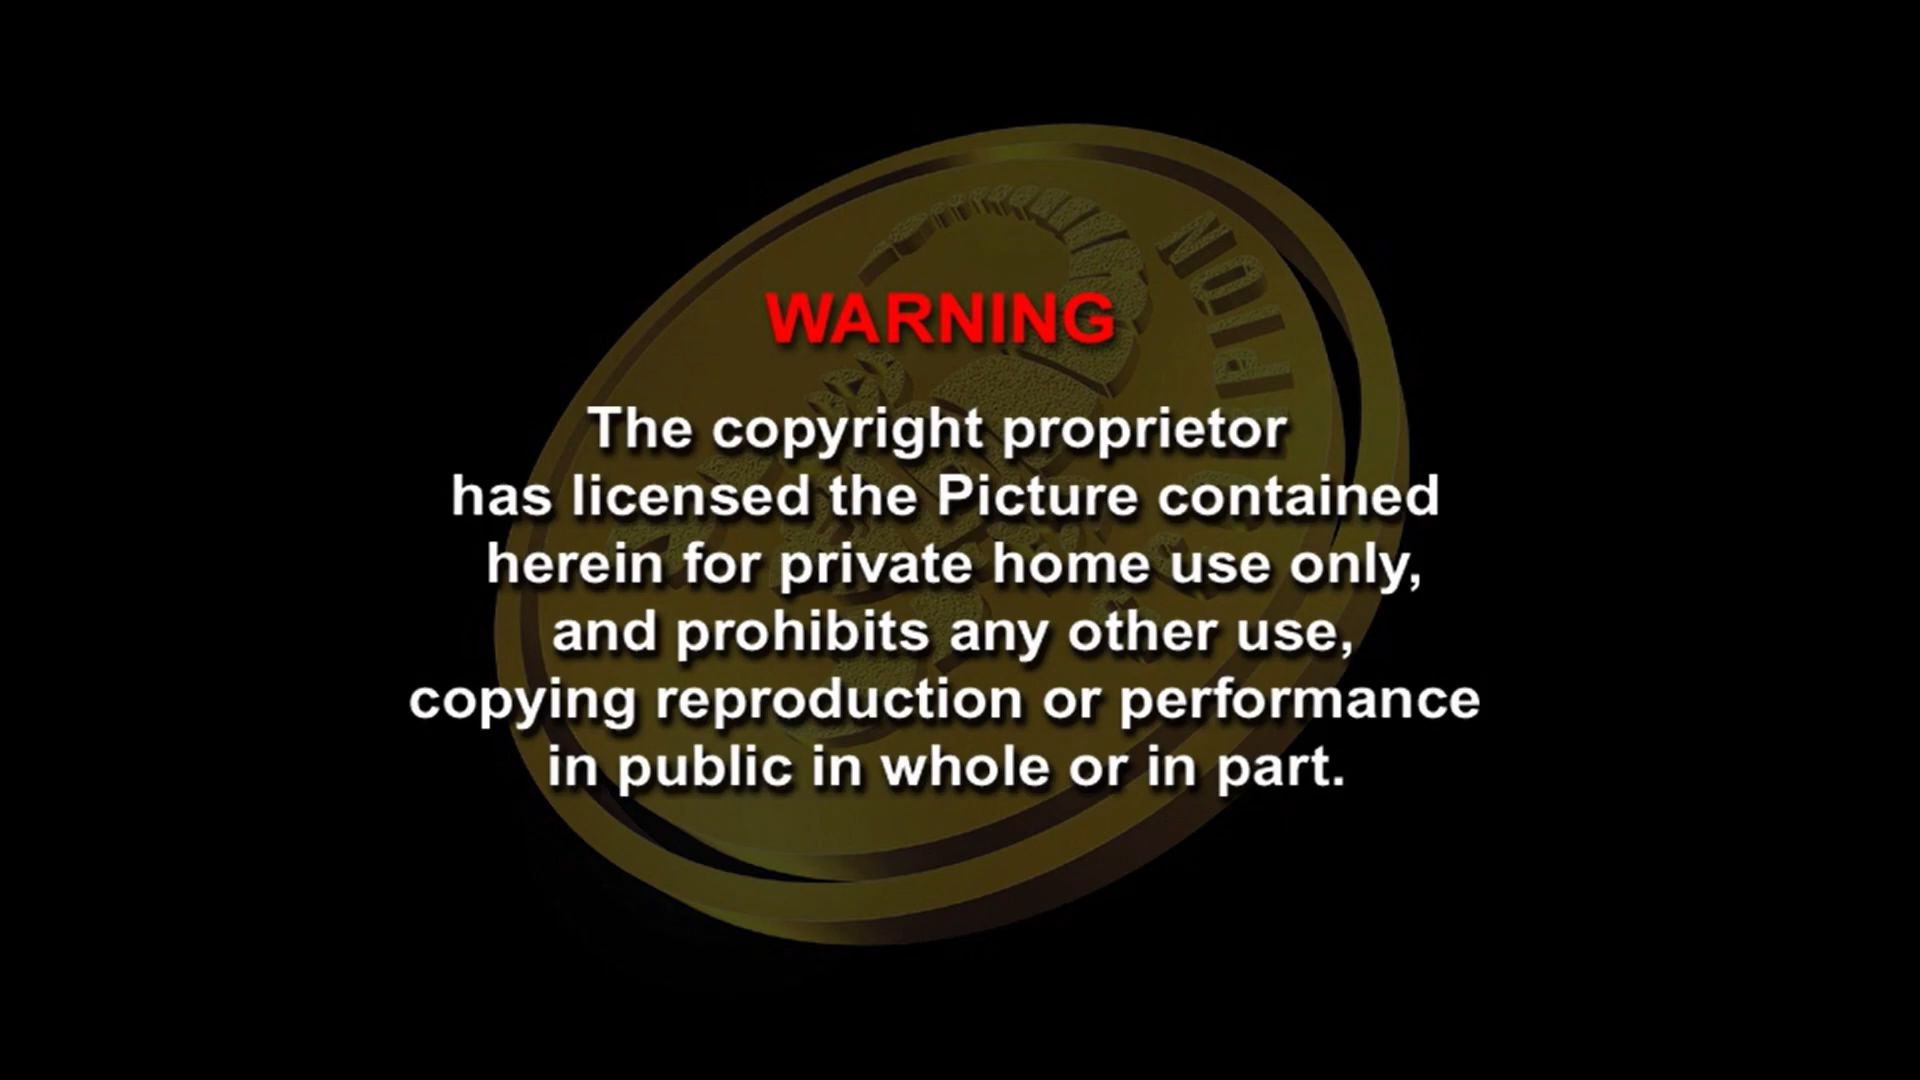 WARNING
The copyright proprietor
has licensed the Picture contained
herein for private home use only,
and prohibits any other use,
copying reproduction or performance
in public in whole or in part.